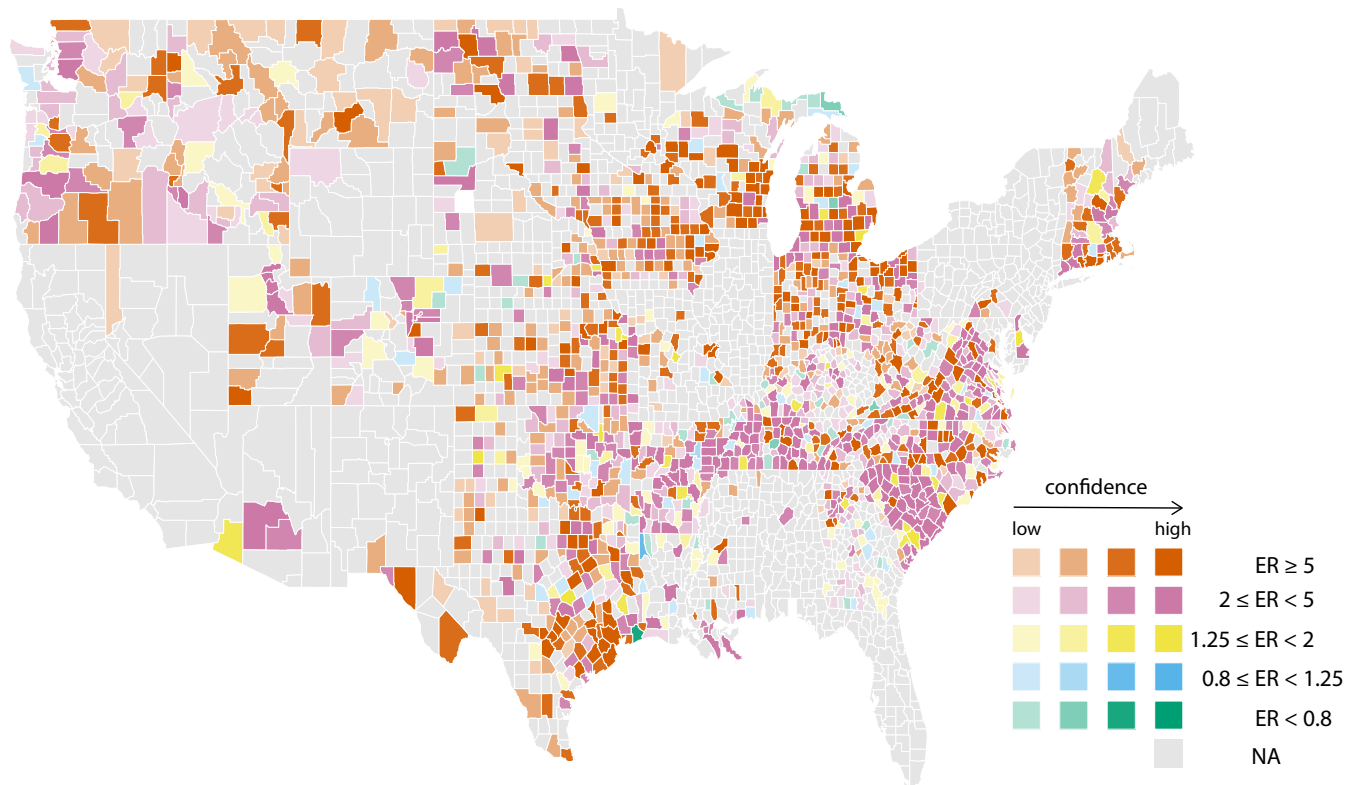 confidence
low high
ER ≥ 5
2 ≤ ER < 5
1.25 ≤ ER < 2
0.8 ≤ ER < 1.25
ER < 0.8
NA